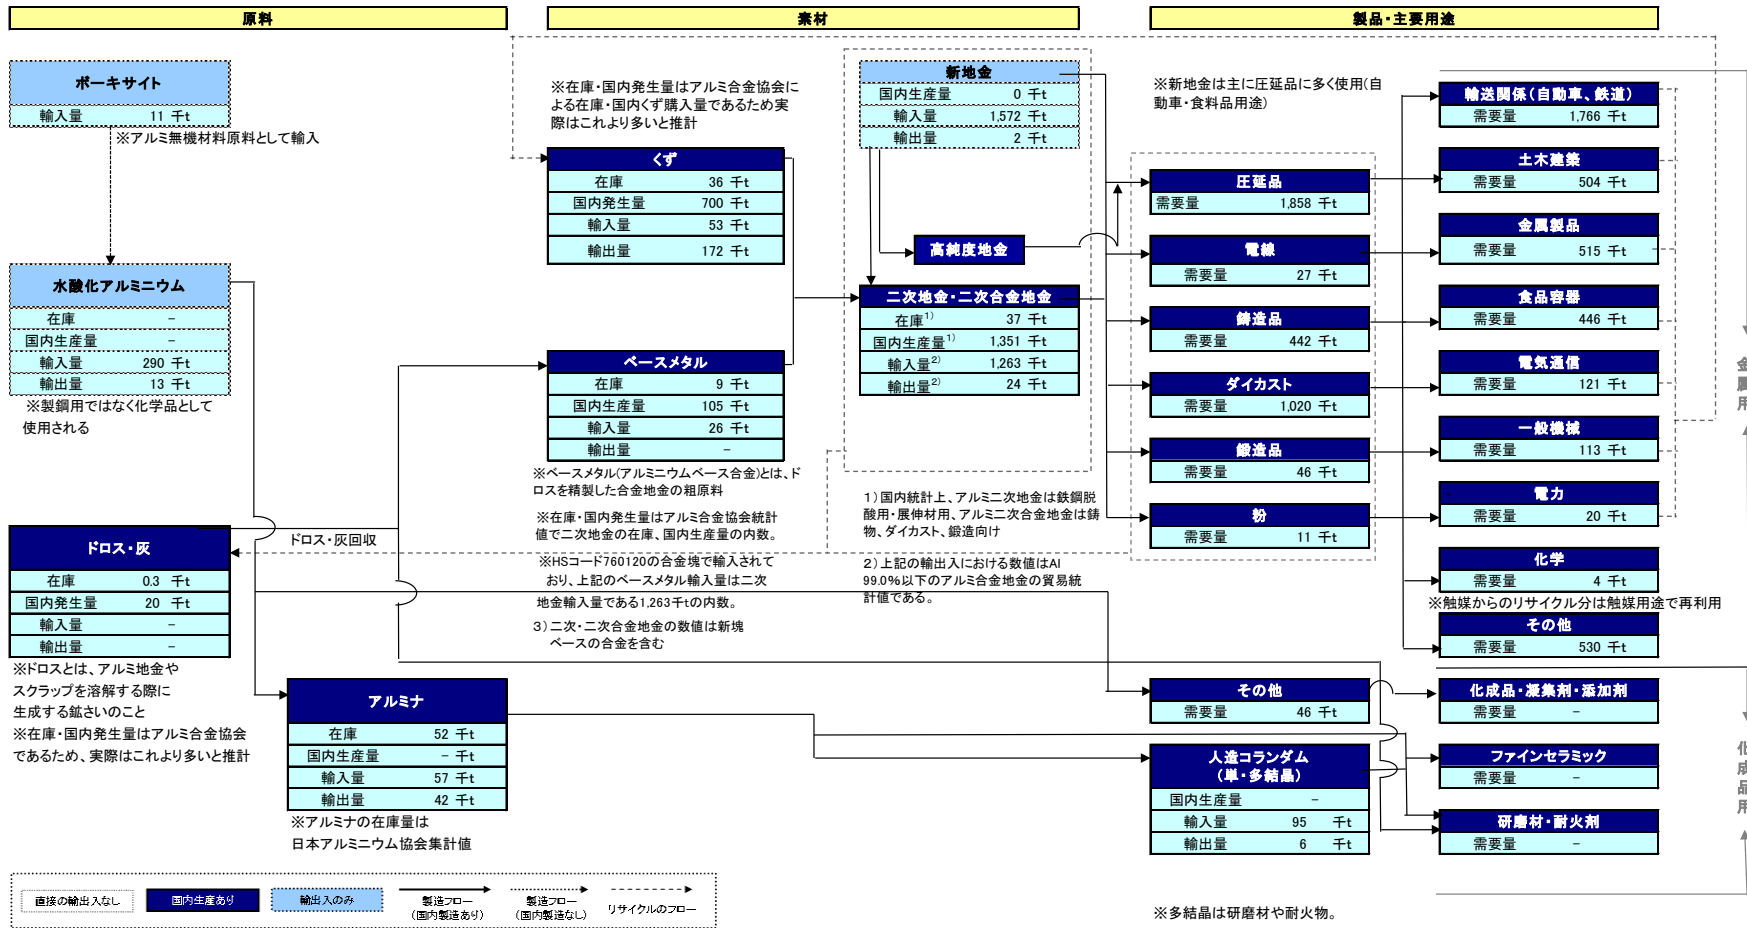 原料
素材
製品・主要用途
ボーキサイト
輸入量 11 千t
※アルミ無機材料原料として輸入
水酸化アルミニウム
在庫 −
国内生産量 −
輸入量 290 千t
輸出量 13 千t
※製鋼用ではなく化学品として
使用される
ドロス・灰
在庫 0.3 千t
国内発生量 20 千t
輸入量 −
輸出量 −
※ドロスとは、アルミ地金や
スクラップを溶解する際に
生成する鉱さいのこと
※在庫・国内発生量はアルミ合金協会
であるため、実際はこれより多いと推計
ドロス・灰回収
アルミナ
在庫 52 千t
国内生産量 − 千t
輸入量 57 千t
輸出量 42 千t
※アルミナの在庫量は
日本アルミニウム協会集計値
※在庫・国内発生量はアルミ合金協会に
よる在庫・国内くず購入量であるため実
際はこれより多いと推計
くず
在庫 36 千t
国内発生量 700 千t
輸入量 53 千t
輸出量 172 千t
ベースメタル
在庫 9 千t
国内生産量 105 千t
輸入量 26 千t
輸出量 −
※ベースメタル(アルミニウムベース合金)とは、ド
ロスを精製した合金地金の粗原料
※在庫・国内発生量はアルミ合金協会統計
値で二次地金の在庫、国内生産量の内数。
※HSコード760120の合金塊で輸入されて
おり、上記のベースメタル輸入量は二次
地金輸入量である1,263千tの内数。
3）二次・二次合金地金の数値は新塊
ベースの合金を含む
新地金
国内生産量 0 千t
輸入量 1,572 千t
輸出量 2 千t
高純度地金
二次地金・二次合金地金
在庫1) 37 千t
国内生産量1) 1,351 千t
輸入量2) 1,263 千t
輸出量2) 24 千t
1）国内統計上、アルミ二次地金は鉄鋼脱
酸用・展伸材用、アルミ二次合金地金は鋳
物、ダイカスト、鍛造向け
2）上記の輸出入における数値はAl
99.0%以下のアルミ合金地金の貿易統
計値である。
※新地金は主に圧延品に多く使用(自
動車・食料品用途)
圧延品
需要量 1,858 千t
電線
需要量 27 千t
鋳造品
需要量 442 千t
ダイカスト
需要量 1,020 千t
鍛造品
需要量 46 千t
粉
需要量 11 千t
その他
需要量 46 千t
人造コランダム
(単・多結晶)
国内生産量 −
輸入量 95 千t
輸出量 6 千t
※多結晶は研磨材や耐火物。
輸送関係(自動車、鉄道)
需要量 1,766 千t
土木建築
需要量 504 千t
金属製品
需要量 515 千t
食品容器
需要量 446 千t
電気通信
需要量 121 千t
一般機械
需要量 113 千t
電力
需要量 20 千t
化学
需要量 4 千t
※触媒からのリサイクル分は触媒用途で再利用
その他
需要量 530 千t
化成品・凝集剤・添加剤
需要量 −
ファインセラミック
需要量 −
研磨材・耐火剤
需要量 −
金属用
化成品用
直接の輸出入なし
国内生産あり
輸出入のみ
製造フロー
(国内製造あり)
製造フロー
(国内製造なし)
リサイクルのフロー